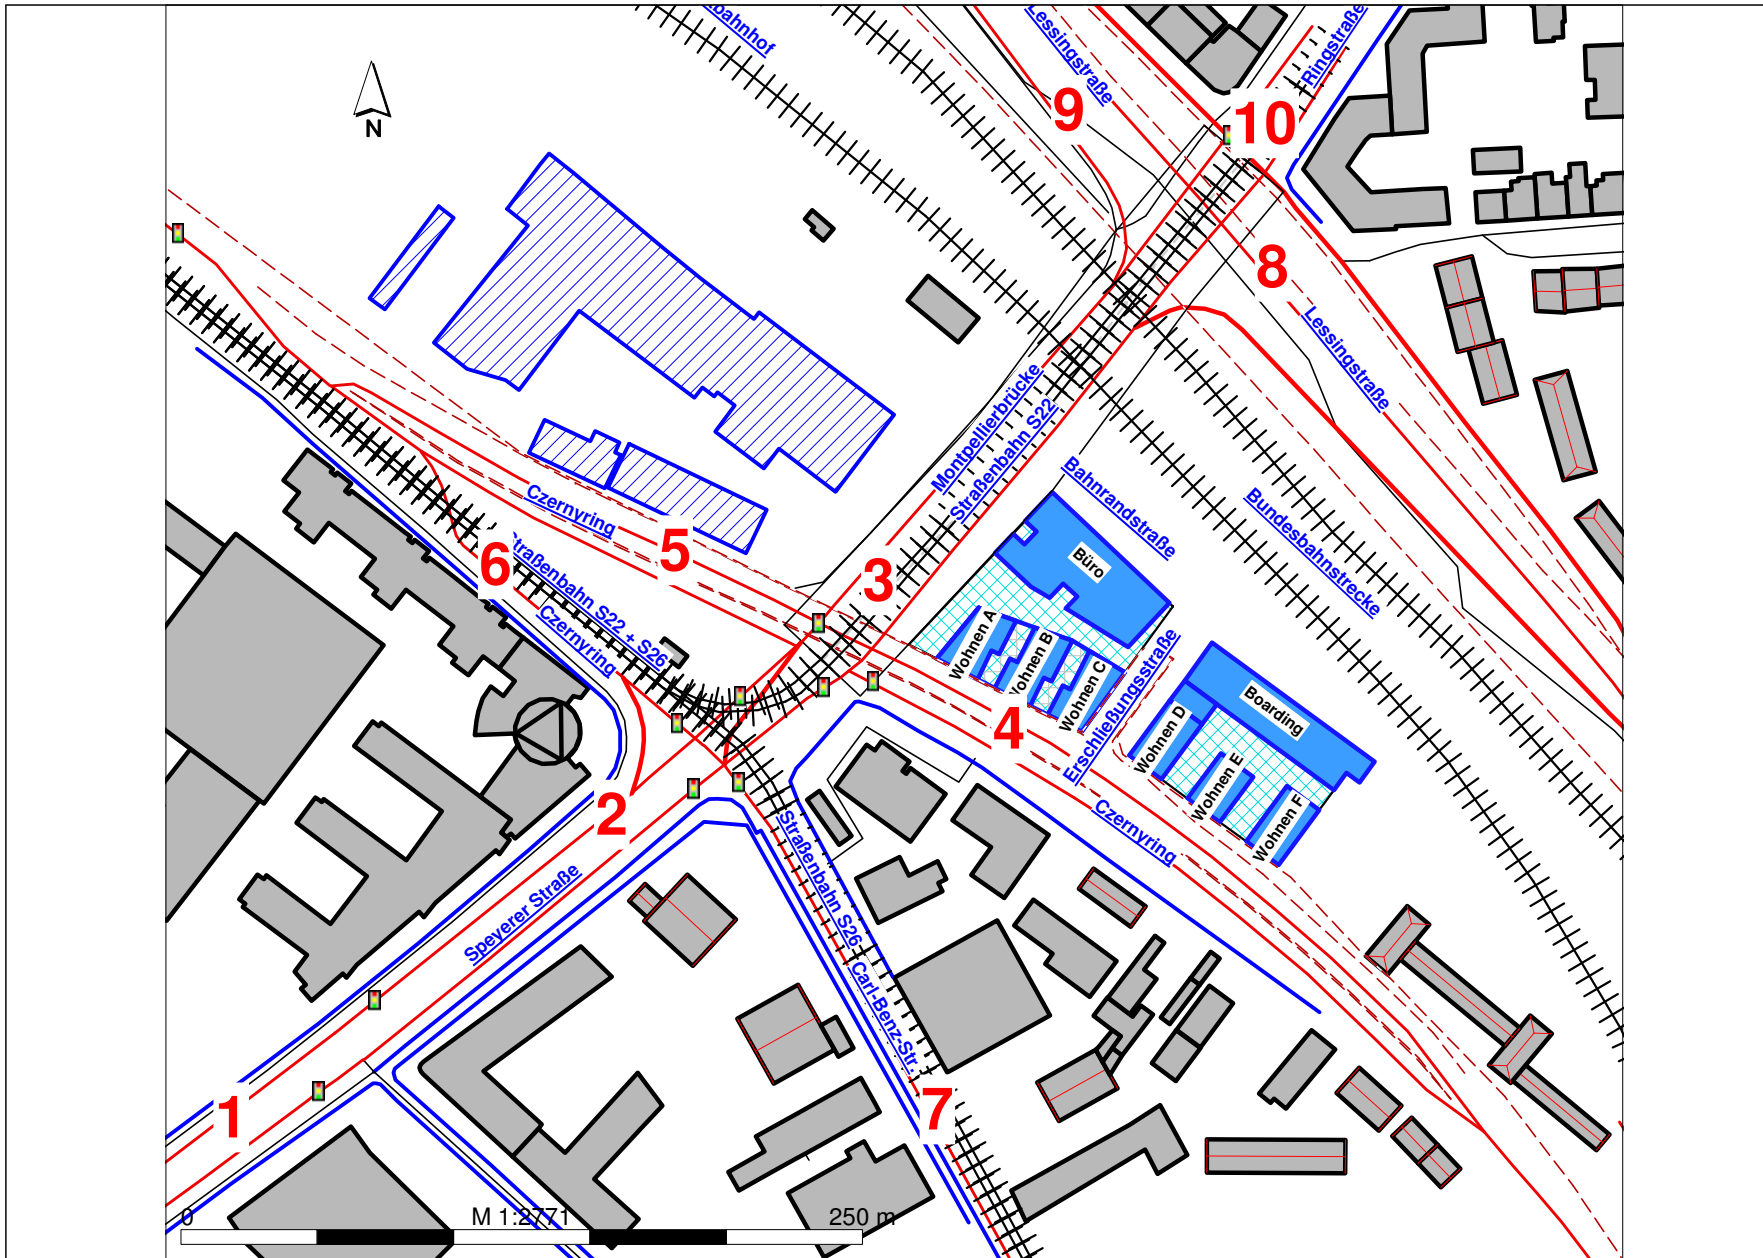 bahnhof
Lessingstraße
Ringstraße
9
10
N
8
Lessingstraße
Montpellierbrücke
Straßenbahn S22
Bahnrandstraße
Bundesbahnstrecke
Czernyring
5
6
Straßenbahn S22 + S26
Czernyring
3
Büro
Wohnen A
Wohnen B
Wohnen C
Erschließungsstraße
4
Boarding
Wohnen D
Wohnen E
Wohnen F
Czernyring
2
Speyerer Straße
Straßenbahn S26
Carl-Benz-Str.
1
7
0
M 1:2771
250 m